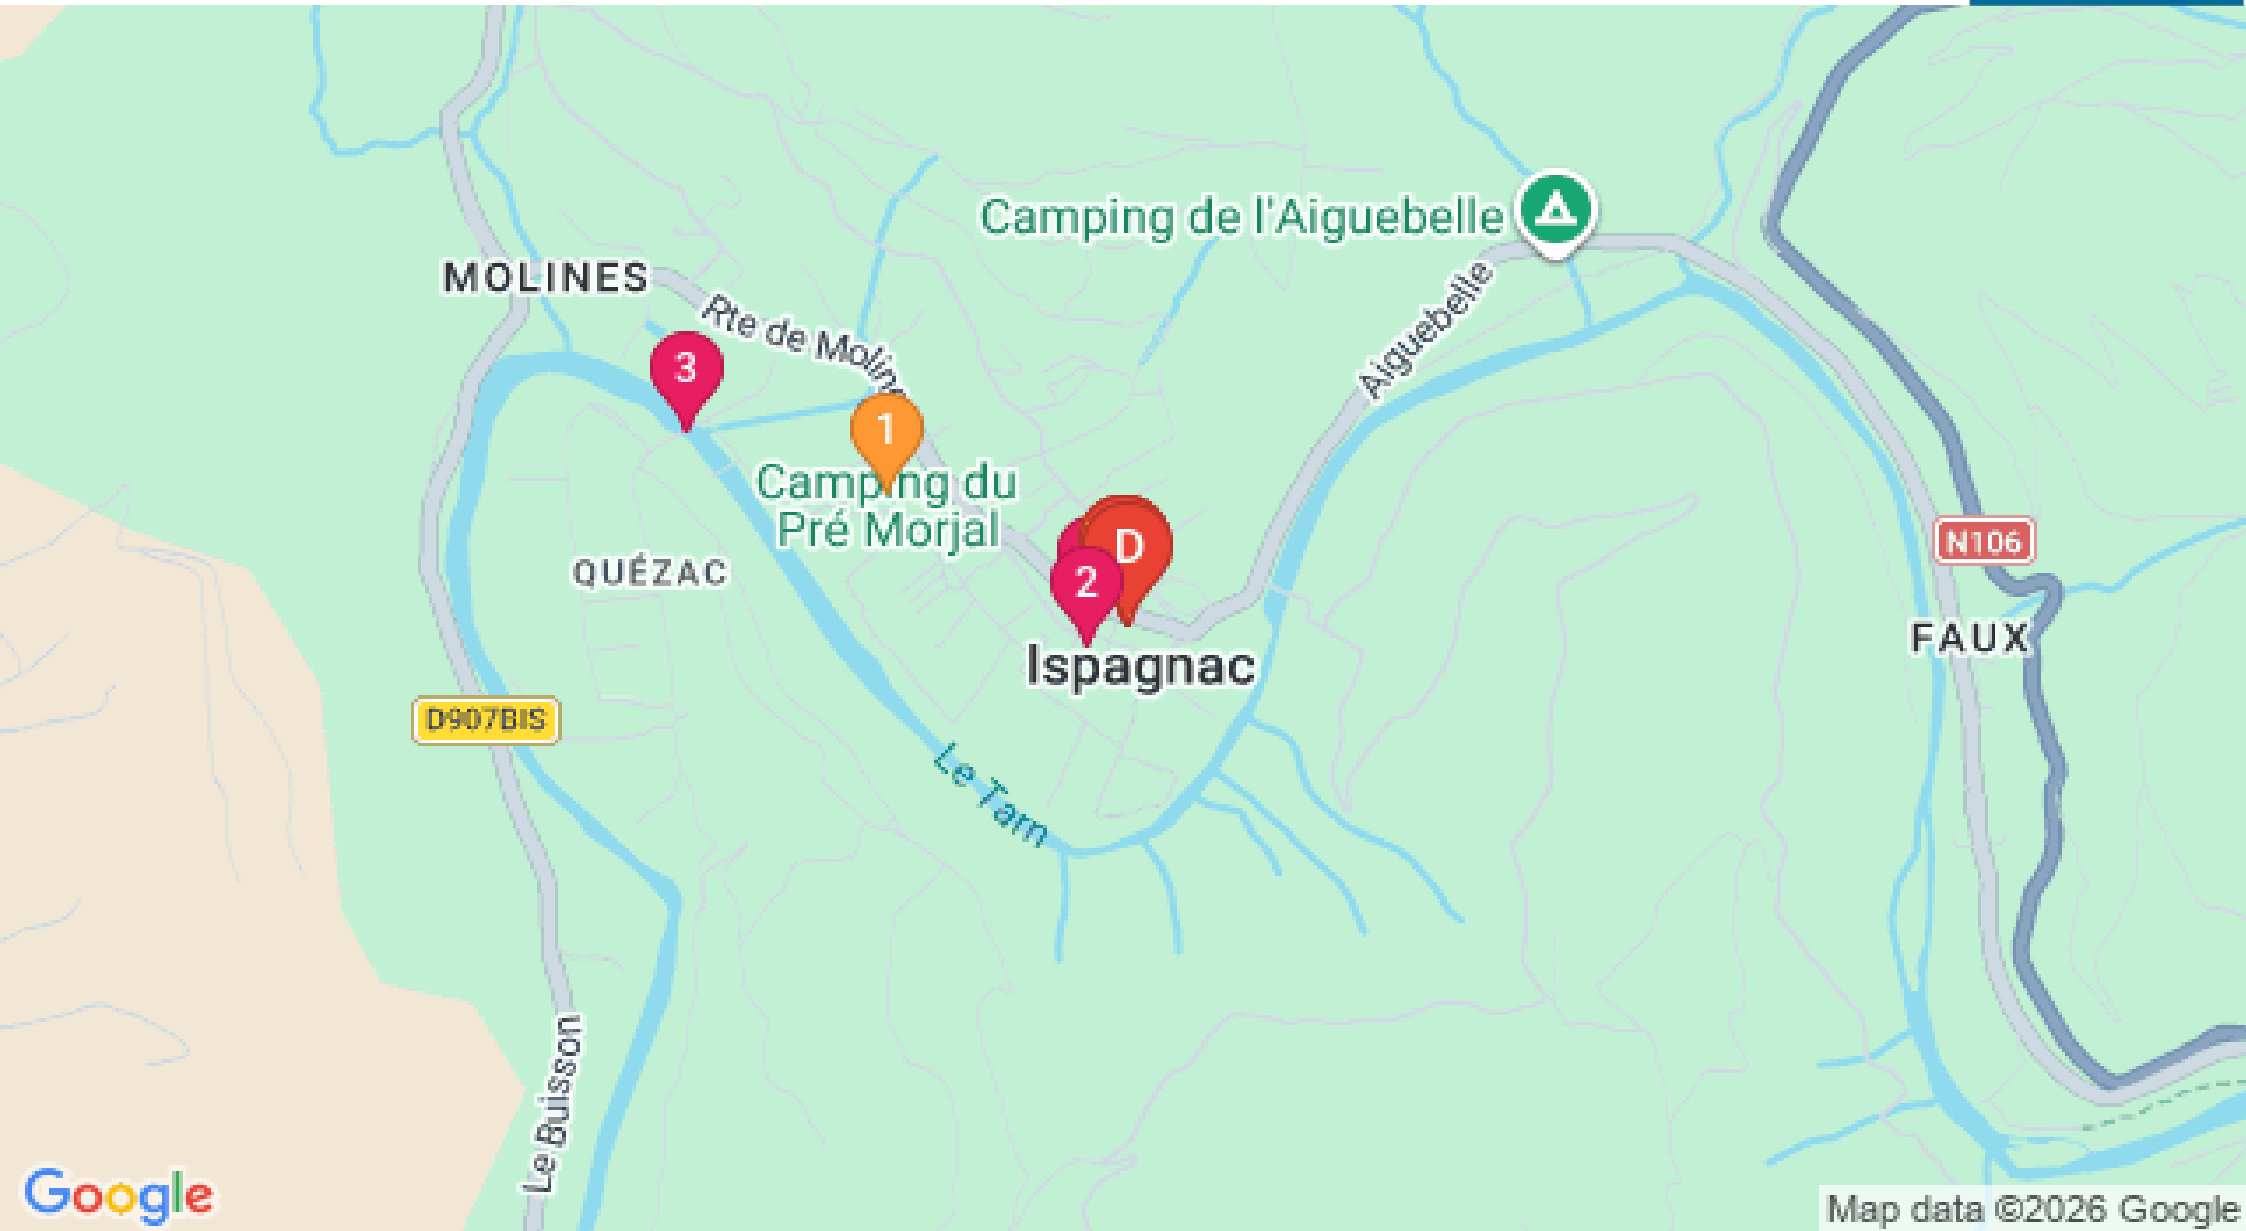 Camping de l'Aiguebelle
MOLINES
Rte de Moline
Aiguebelle
3
1
Camping du
Pré Morjal
N106
D
QUÉZAC
2
FAUX
Ispagnac
D907BIS
Le Tarn
Le Buisson
Google
Map data ©2026 Google